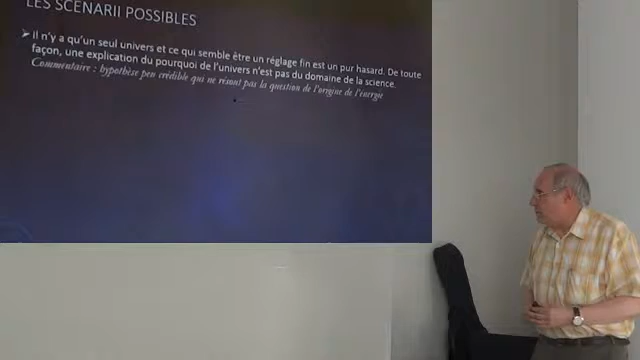 LES SCENARII POSSIBLES
Il n'y a qu'un seul univers et ce qui semble être un réglage fin est un pur hasard. De toute
façon, une explication du pourquoi de l'univers n'est pas du domaine de la science.
Commentaire : hypothèse peu crédible qui ne résout pas la question de l'origine de l'énergie